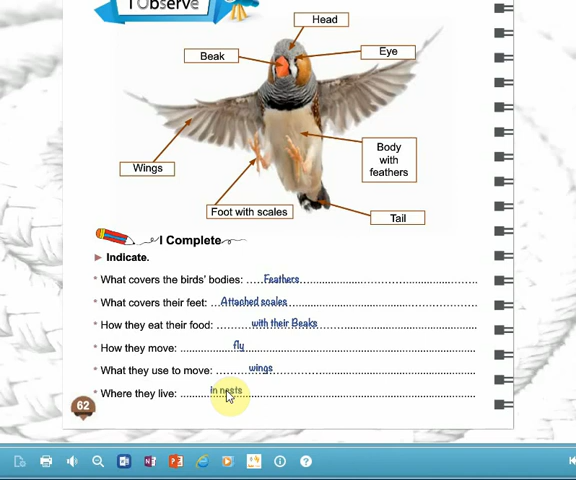 I Observe
Head
Beak
Eye
Body
with
feathers
Wings
Foot with scales
Tail
I Complete
► Indicate.
* What covers the birds' bodies: Feathers
* What covers their feet: Attached scales
* How they eat their food: with their Beaks
* How they move: fly
* What they use to move: wings
* Where they live: in nests
62